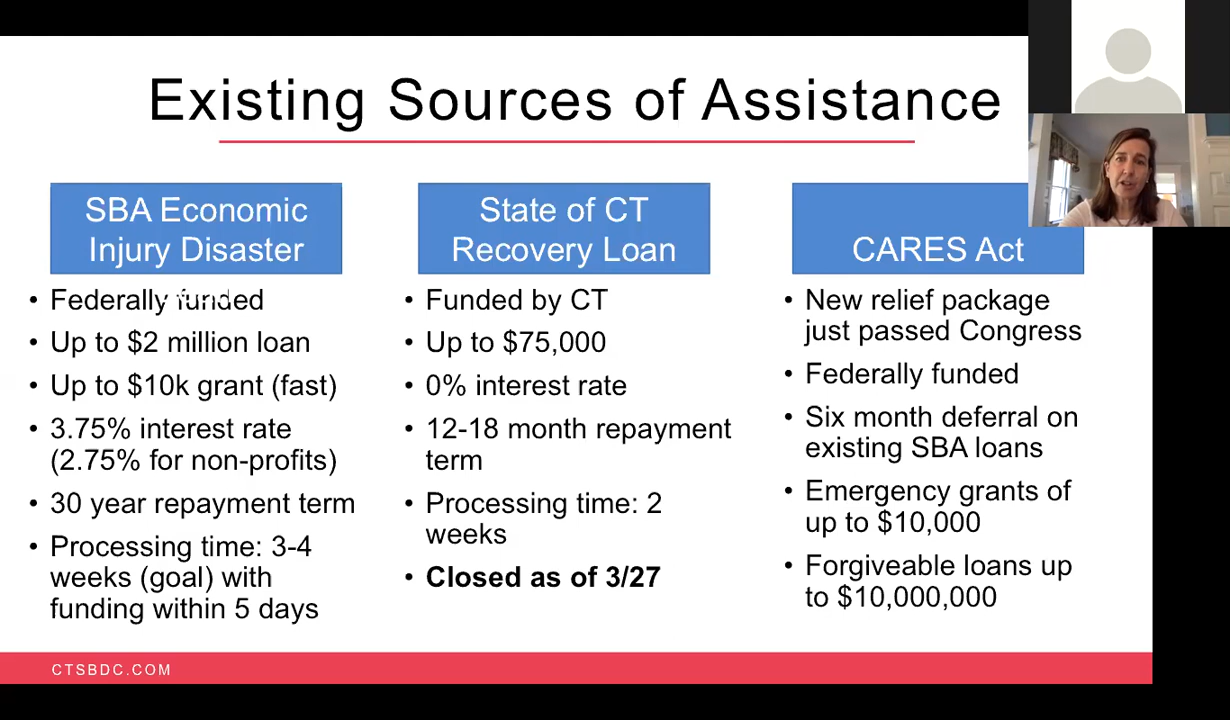 Existing Sources of Assistance
SBA Economic
Injury Disaster
• Federally funded
• Up to $2 million loan
• Up to $10k grant (fast)
• 3.75% interest rate
(2.75% for non-profits)
• 30 year repayment term
• Processing time: 3-4
weeks (goal) with
funding within 5 days
State of CT
Recovery Loan
• Funded by CT
• Up to $75,000
• 0% interest rate
• 12-18 month repayment
term
• Processing time: 2
weeks
• Closed as of 3/27
CARES Act
• New relief package
just passed Congress
• Federally funded
• Six month deferral on
existing SBA loans
• Emergency grants of
up to $10,000
• Forgiveable loans up
to $10,000,000
CTSBDC.COM